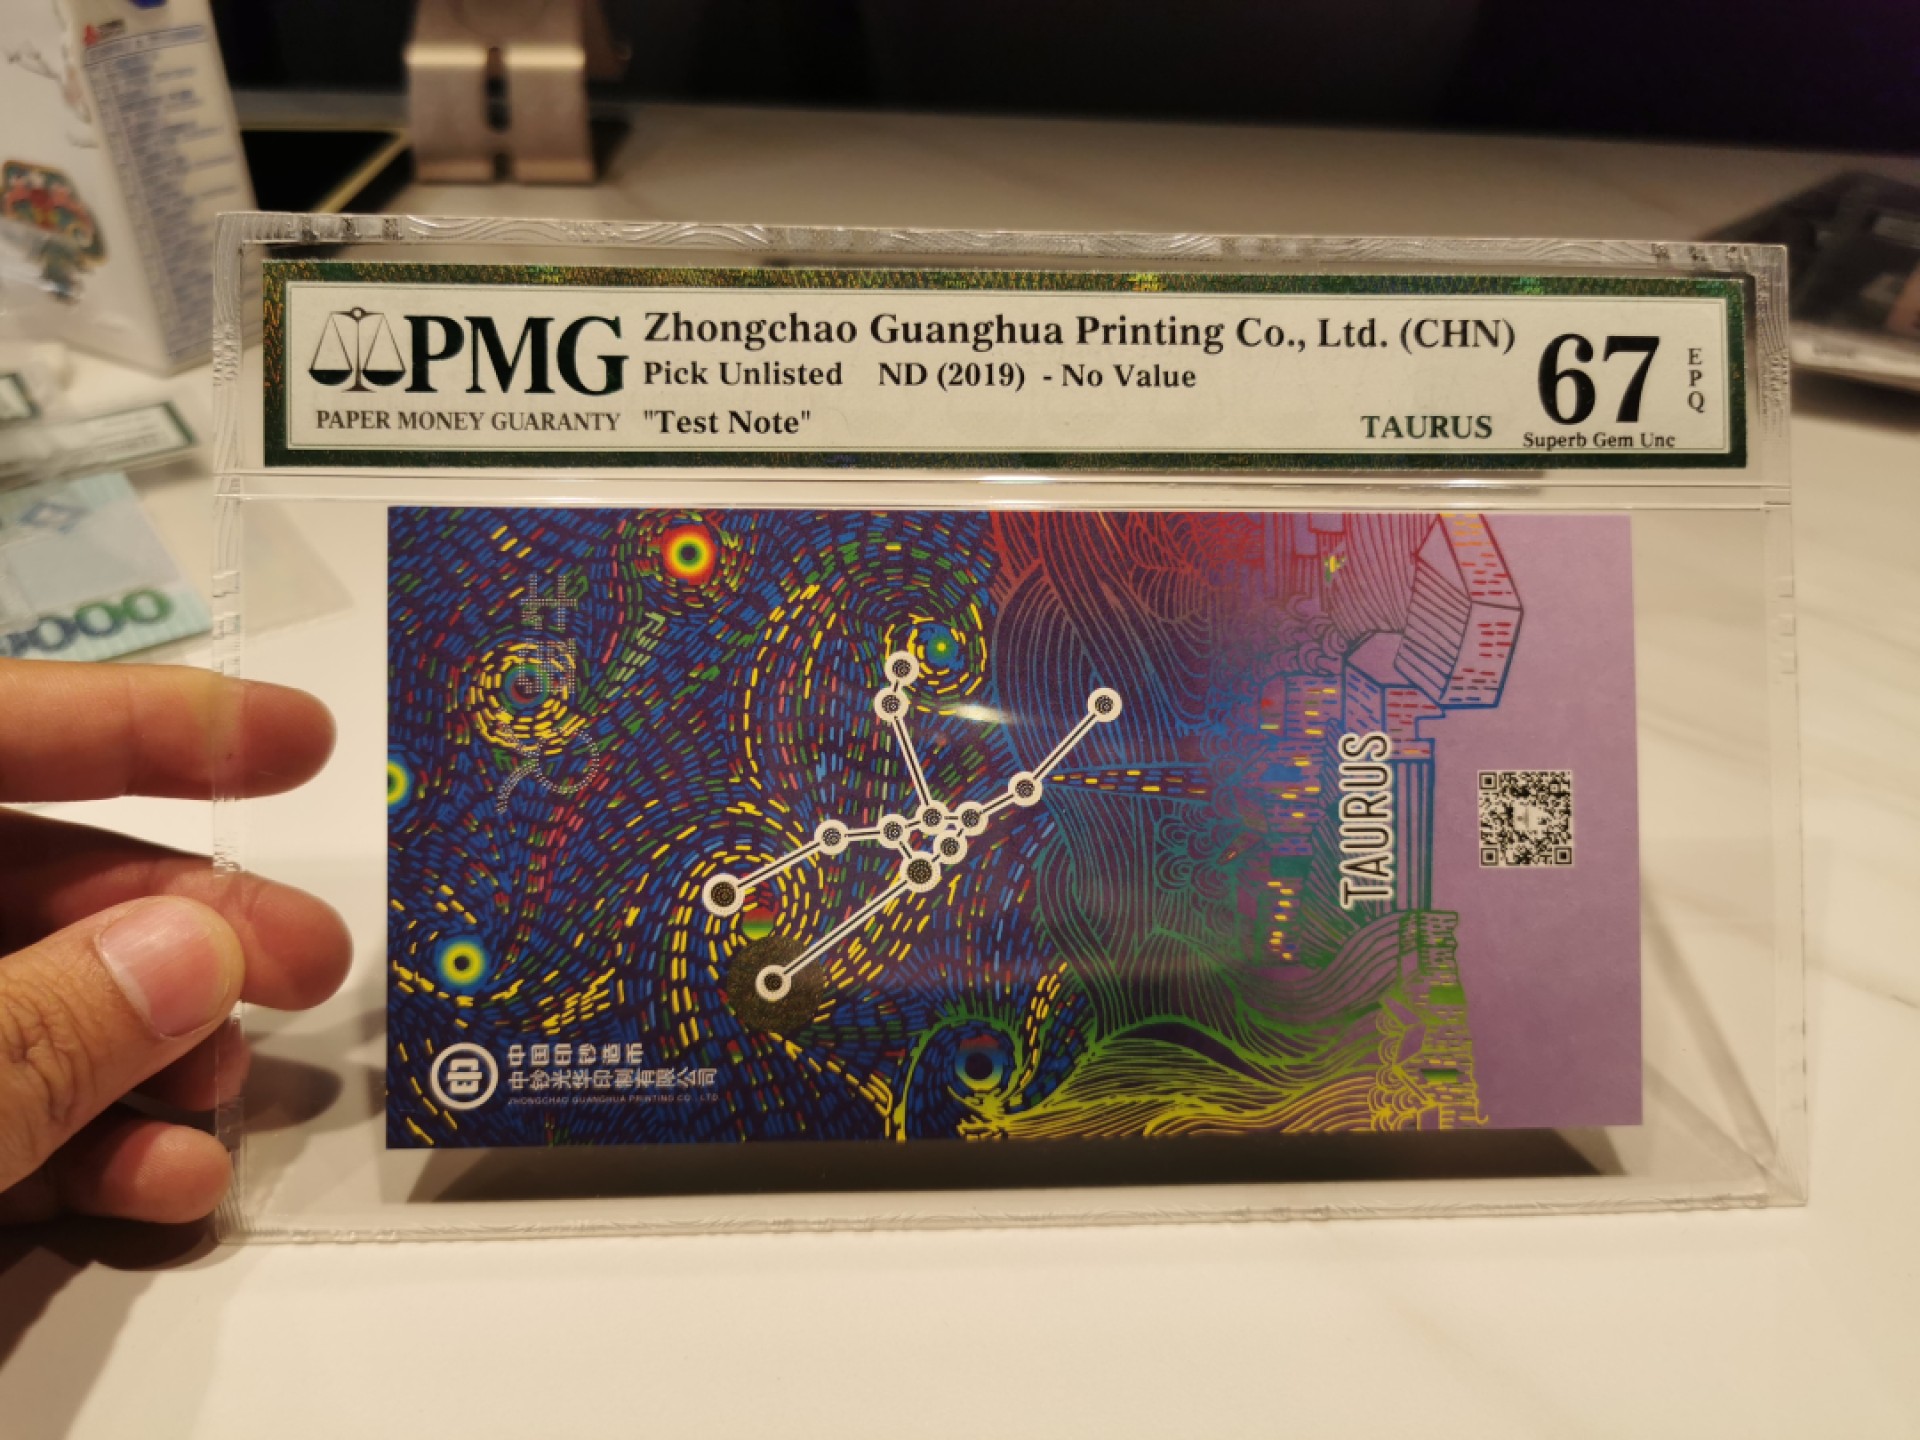 PMG
PAPER MONEY GUARANTY
Zhongchao Guanghua Printing Co., Ltd. (CHN)
Pick Unlisted ND (2019) - No Value
"Test Note"
TAURUS
67
EPQ
Superb Gem Unc
TAURUS
中国印钞造币
中钞光华印制有限公司
ZHONGCHAO GUANGHUA PRINTING CO., LTD.
000